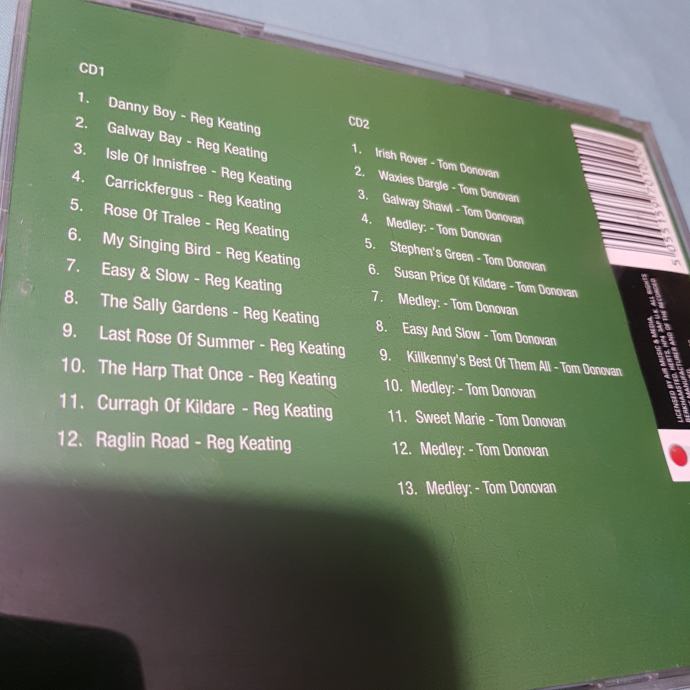 CD1
1. Danny Boy - Reg Keating
2. Galway Bay - Reg Keating
3. Isle Of Innisfree - Reg Keating
4. Carrickfergus - Reg Keating
5. Rose Of Tralee - Reg Keating
6. My Singing Bird - Reg Keating
7. Easy & Slow - Reg Keating
8. The Sally Gardens - Reg Keating
9. Last Rose Of Summer - Reg Keating
10. The Harp That Once - Reg Keating
11. Curragh Of Kildare - Reg Keating
12. Raglin Road - Reg Keating
CD2
1. Irish Rover - Tom Donovan
2. Waxies Dargle - Tom Donovan
3. Galway Shawl - Tom Donovan
4. Medley: - Tom Donovan
5. Stephen's Green - Tom Donovan
6. Susan Price Of Kildare - Tom Donovan
7. Medley: - Tom Donovan
8. Easy And Slow - Tom Donovan
9. Killkenny's Best Of Them All - Tom Donovan
10. Medley: - Tom Donovan
11. Sweet Marie - Tom Donovan
12. Medley: - Tom Donovan
13. Medley: - Tom Donovan
LICENSED BY AIR MUSIC & MEDIA,